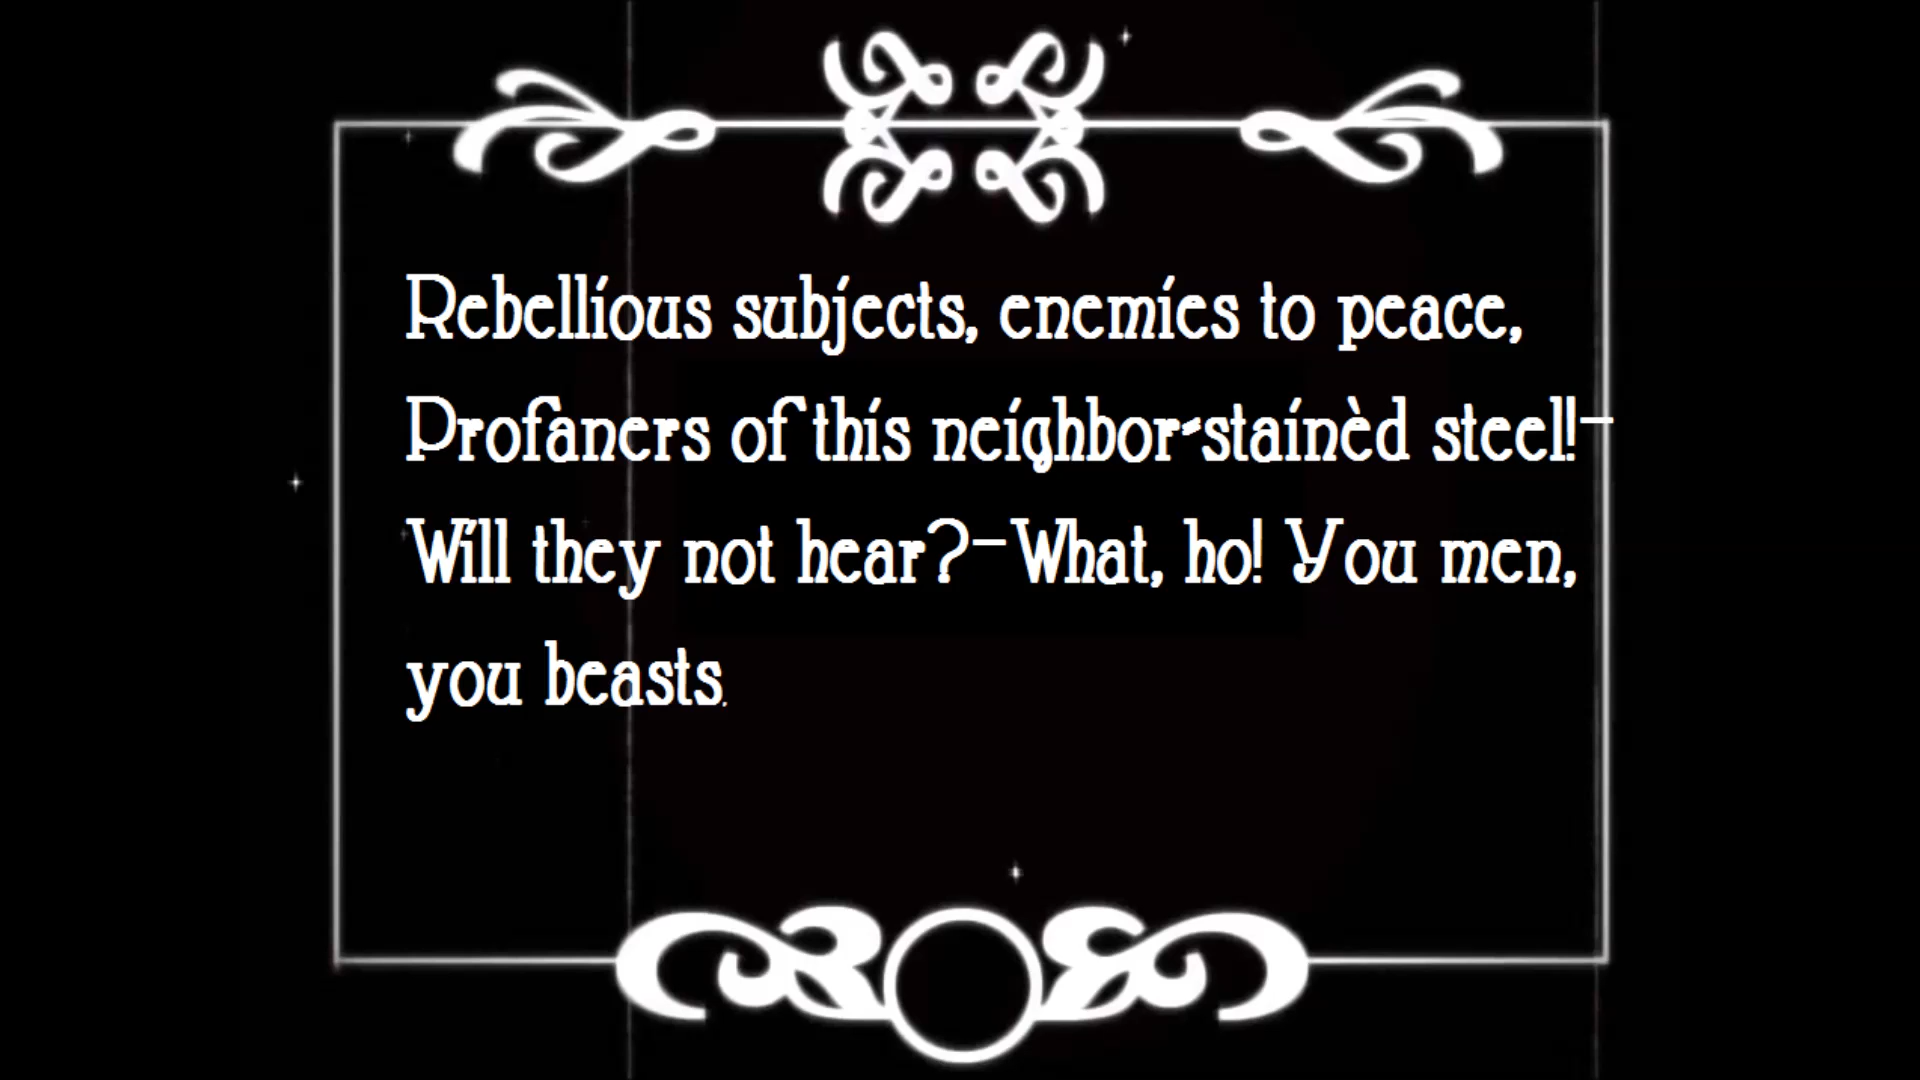 Rebellious subjects, enemies to peace,
Profaners of this neighbor-stainèd steel!–
Will they not hear?–What, ho! You men,
you beasts.